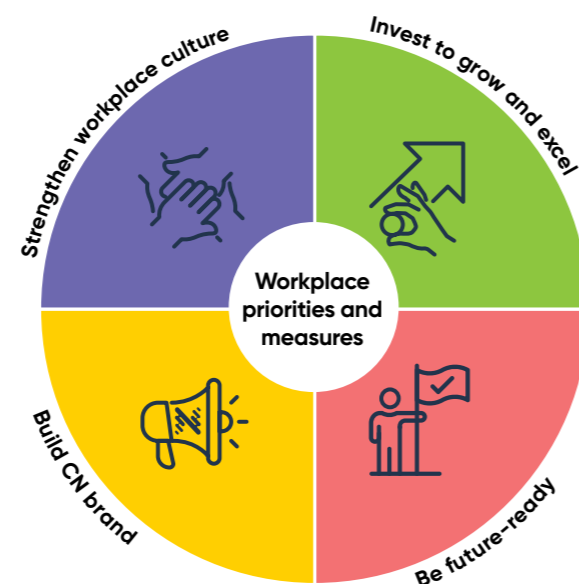 Strengthen workplace culture
Invest to grow and excel
Workplace
priorities and
measures
Build CN brand
Be future-ready